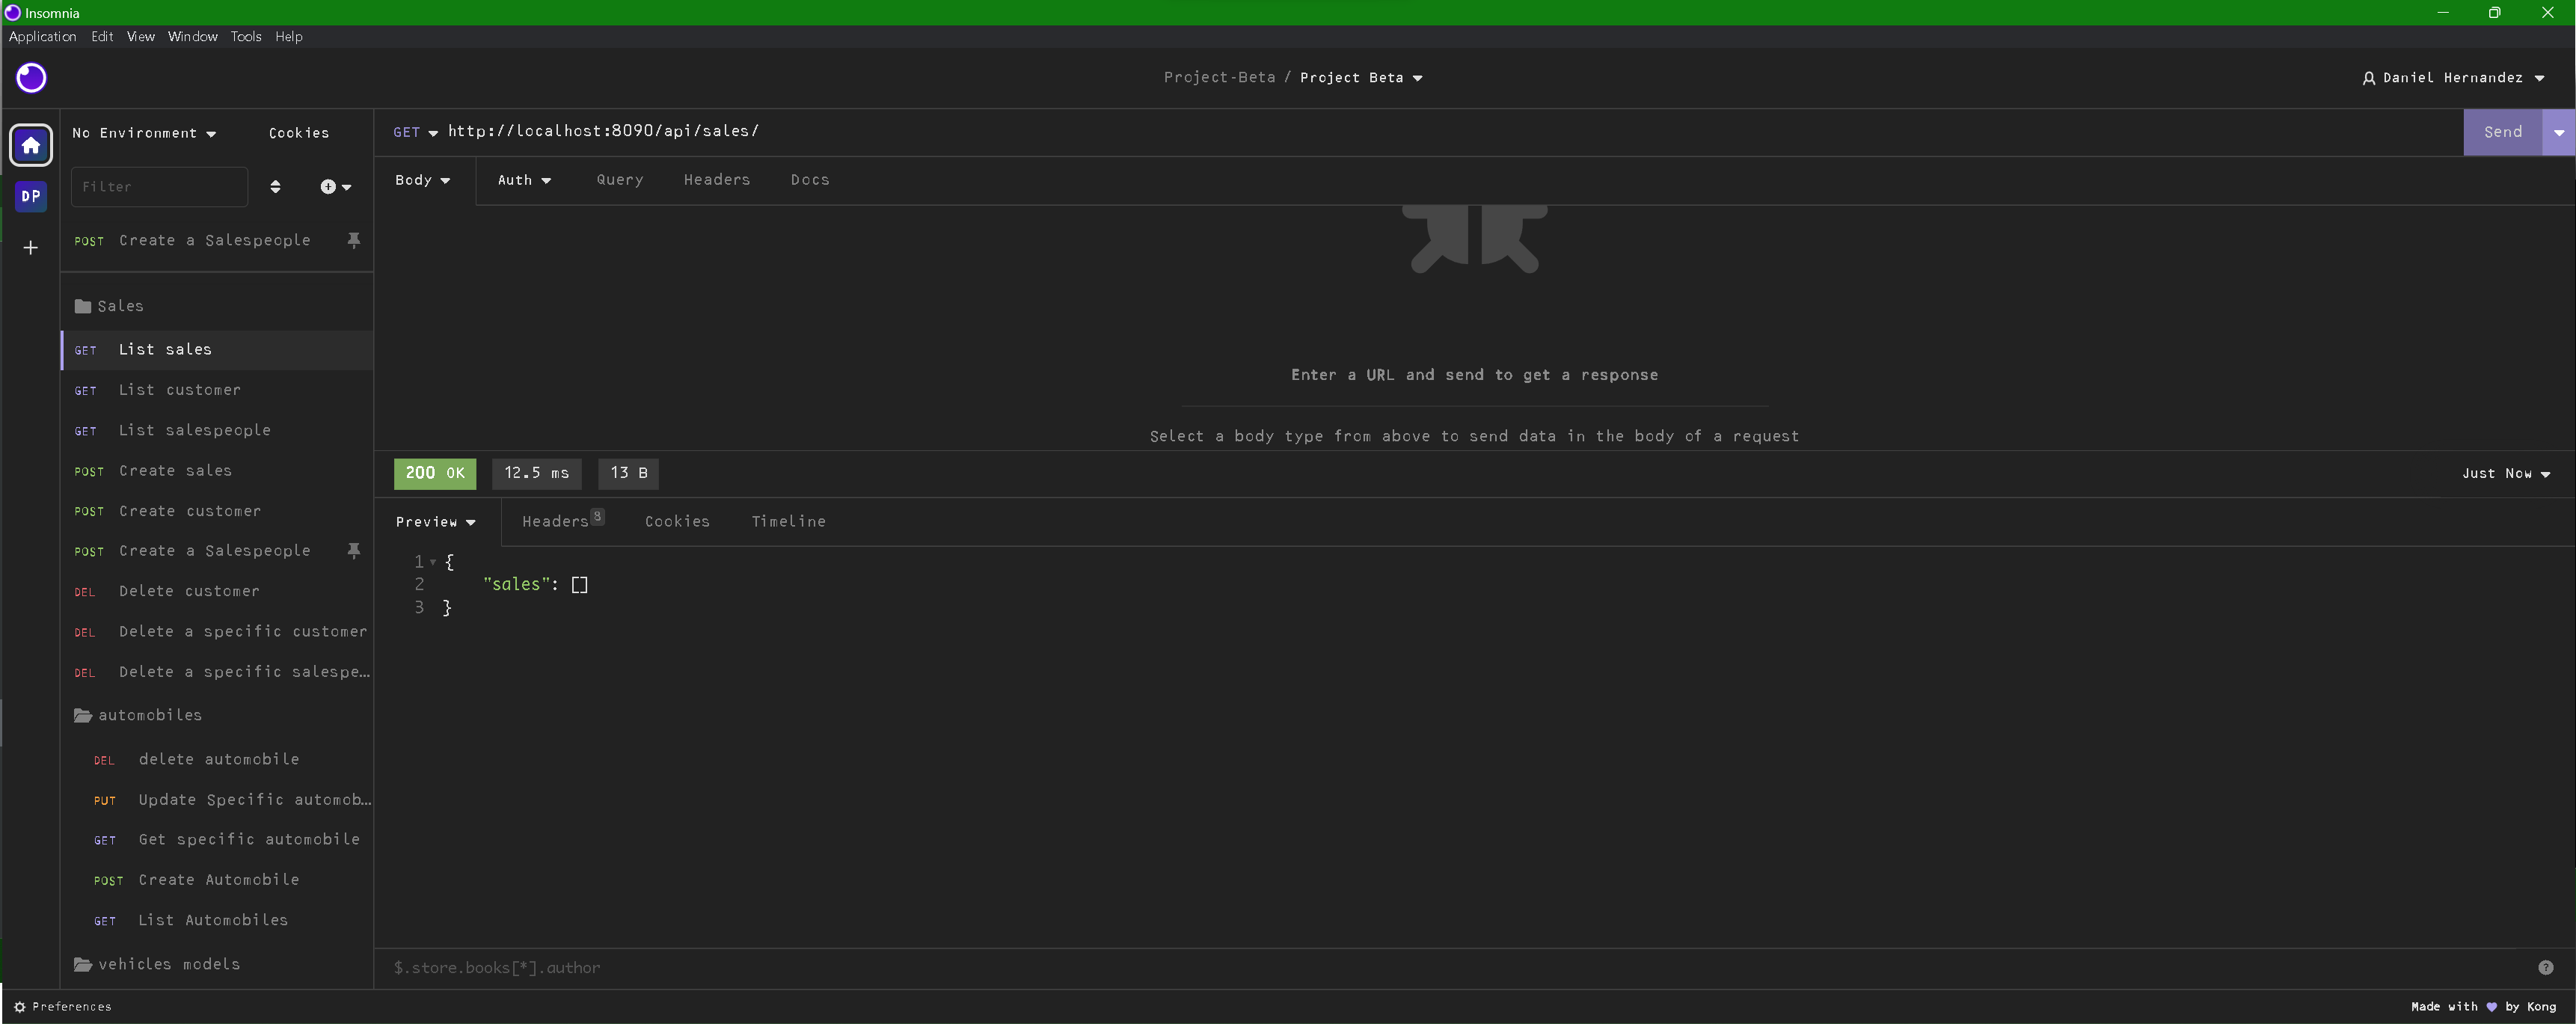 Insomnia
Application Edit View Window Tools Help
Project-Beta / Project Beta
Daniel Hernandez
DP
No Environment Cookies
Filter
POST Create a Salespeople
Sales
GET List sales
GET List customer
GET List salespeople
POST Create sales
POST Create customer
POST Create a Salespeople
DEL Delete customer
DEL Delete a specific customer
DEL Delete a specific salespe…
automobiles
DEL delete automobile
PUT Update Specific automob…
GET Get specific automobile
POST Create Automobile
GET List Automobiles
vehicles models
GET http://localhost:8090/api/sales/ Send
Body Auth Query Headers Docs
Enter a URL and send to get a response
Select a body type from above to send data in the body of a request
200 OK 12.5 ms 13 B Just Now
Preview Headers 8 Cookies Timeline
1 {
2 "sales": []
3 }
$.store.books[*].author
?
Preferences
Made with ♥ by Kong